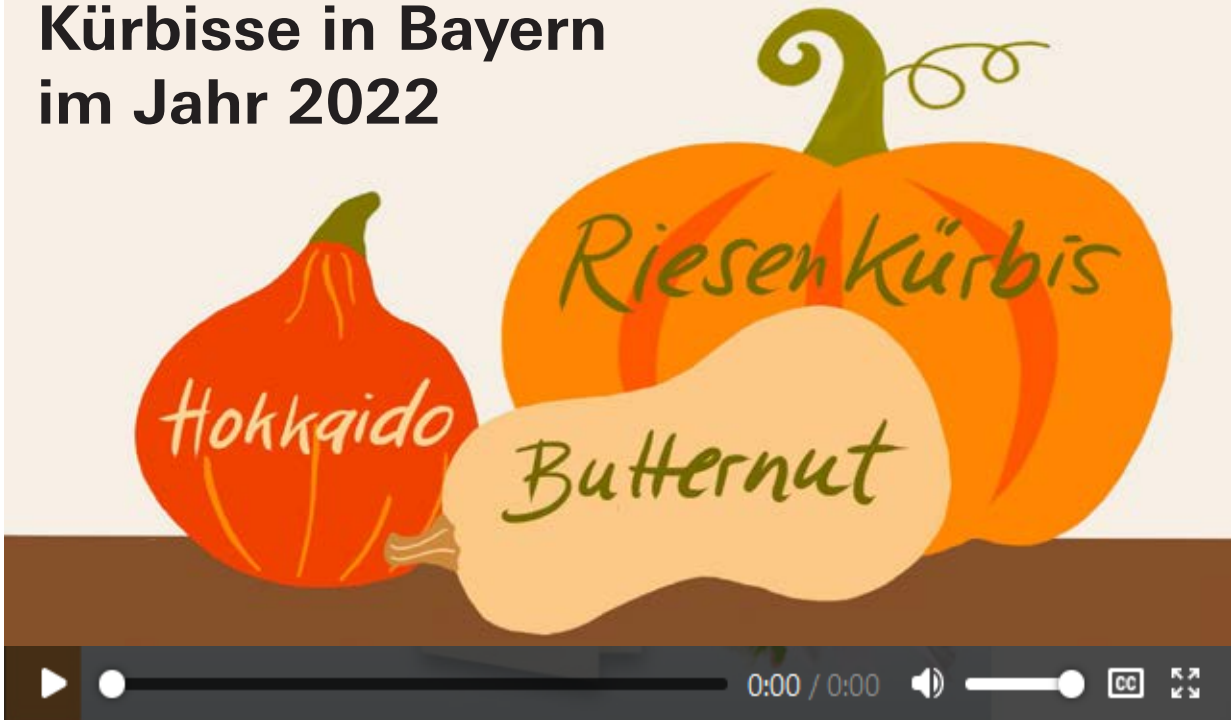 Kürbisse in Bayern
im Jahr 2022
Riesenkürbis
Hokkaido
Butternut
0:00 / 0:00
CC